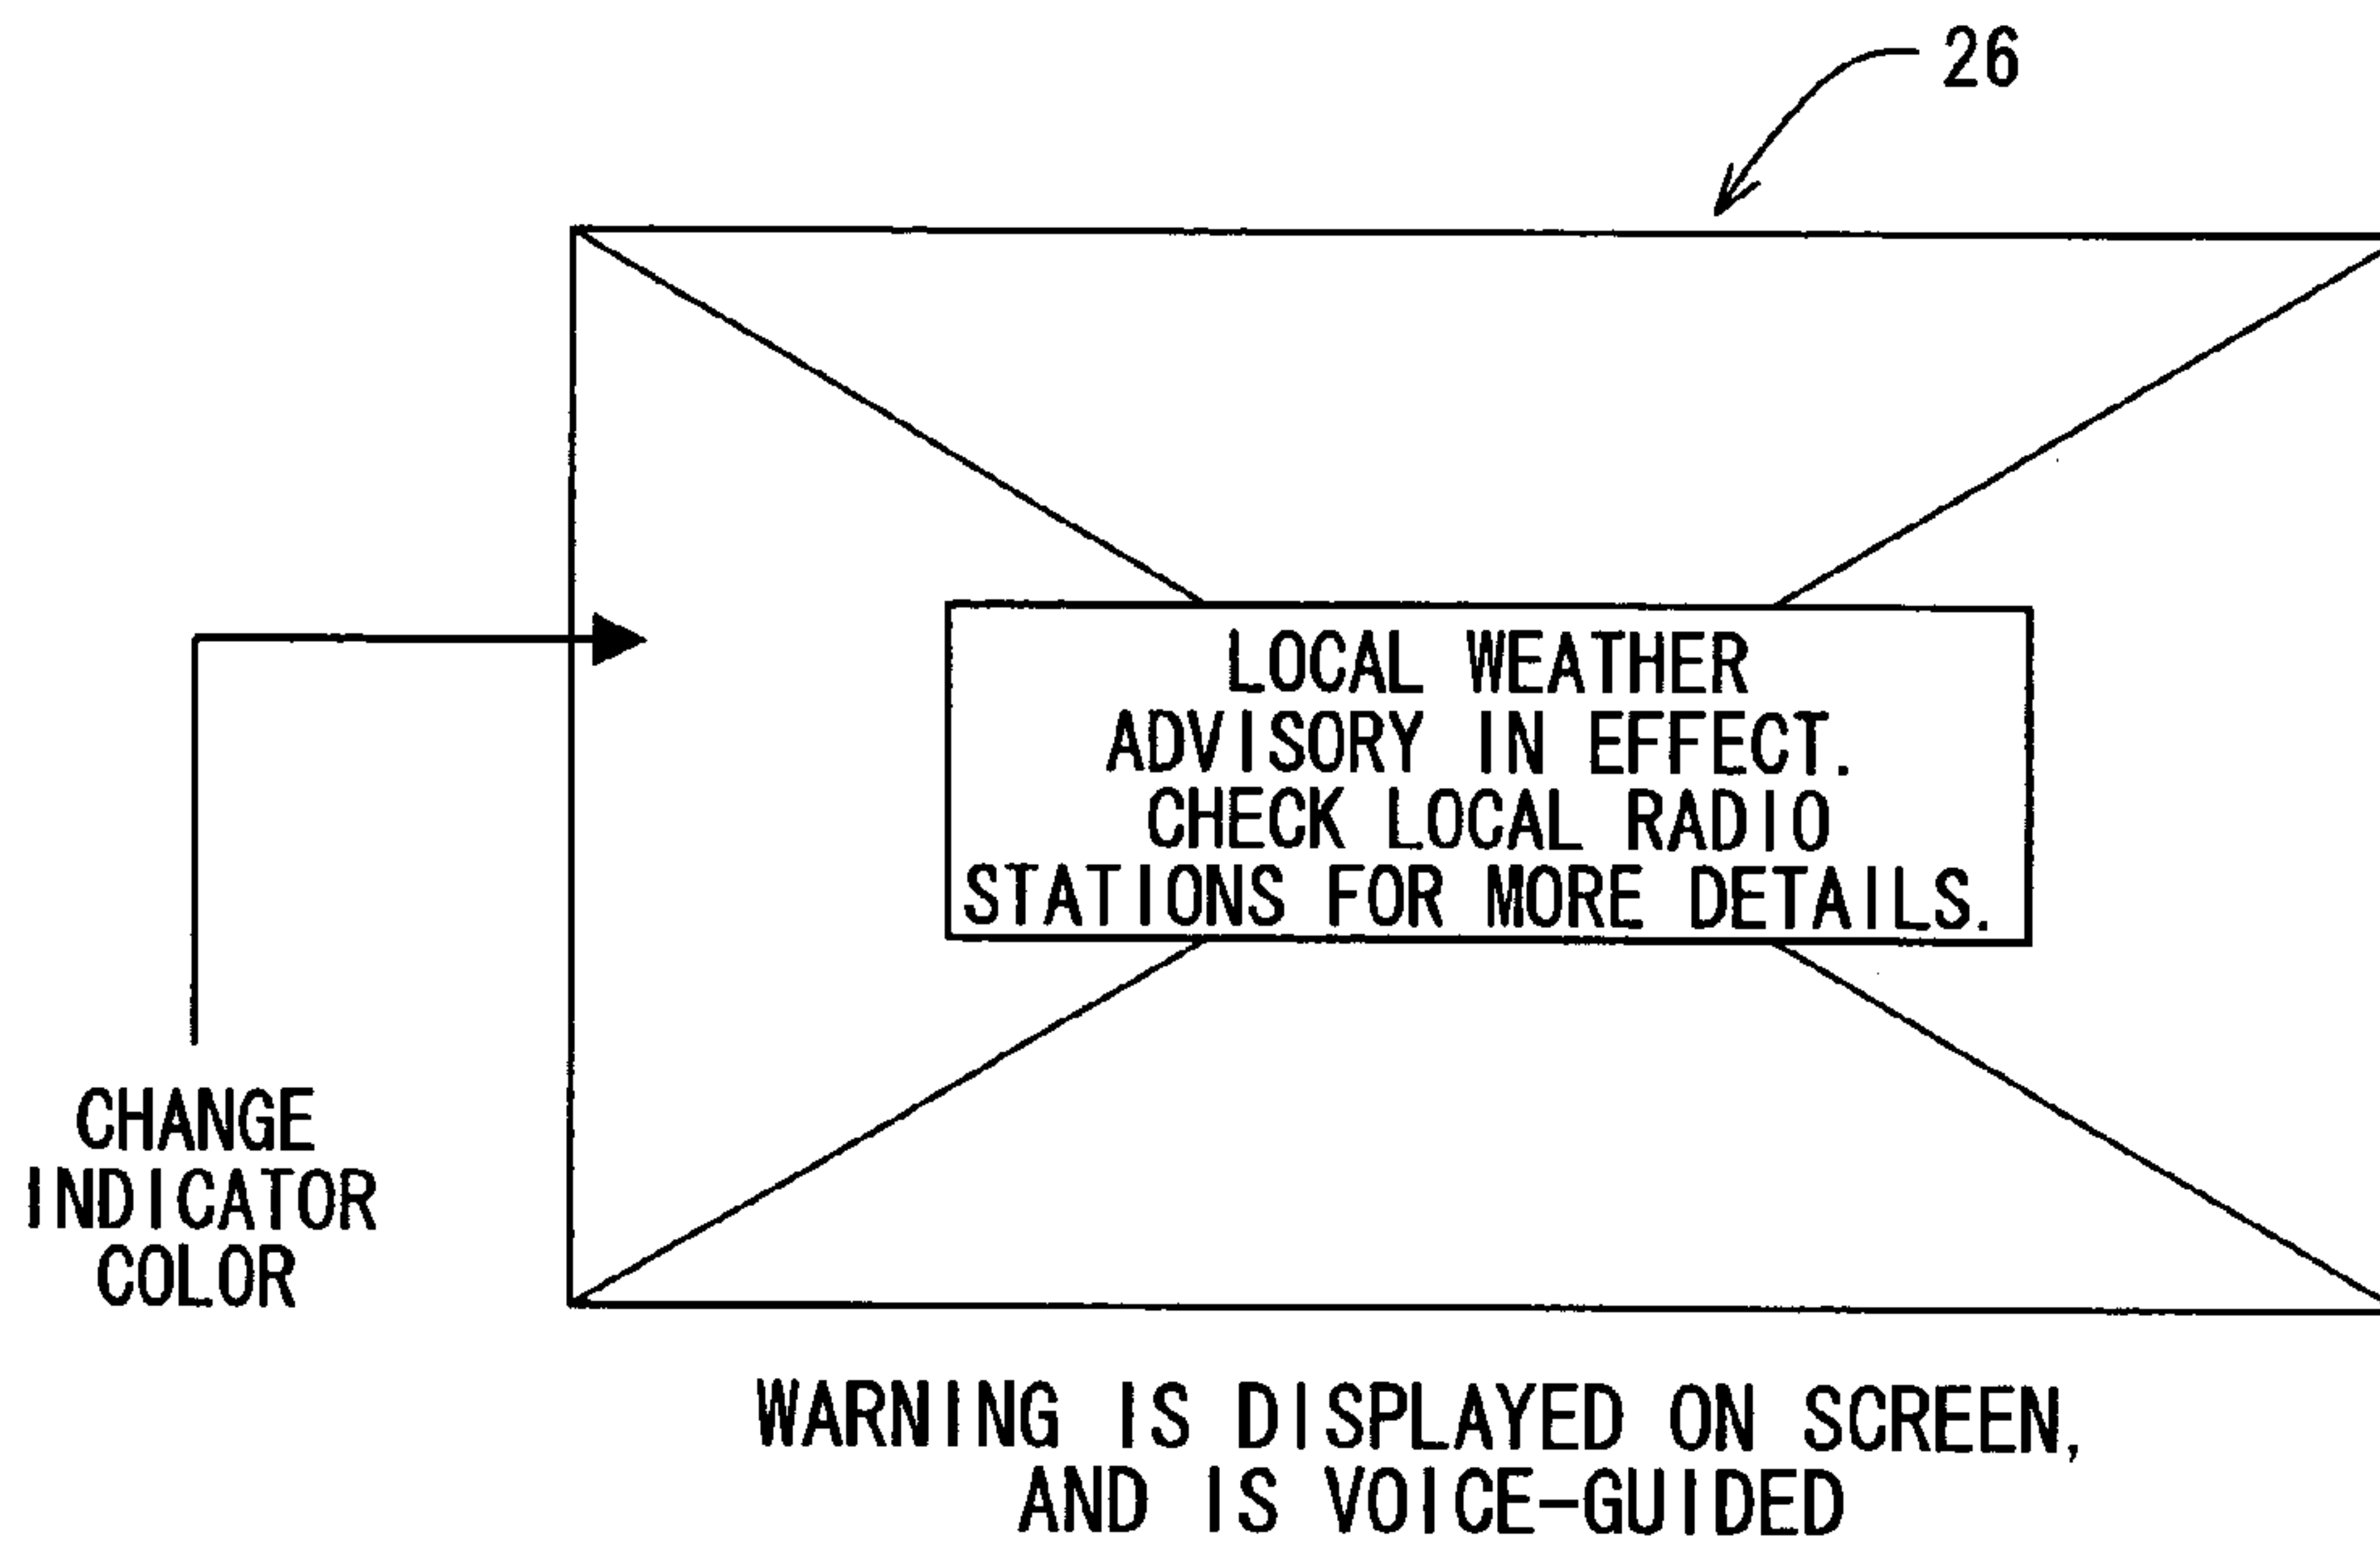 26
LOCAL WEATHER
ADVISORY IN EFFECT.
CHECK LOCAL RADIO
STATIONS FOR MORE DETAILS.
CHANGE
INDICATOR
COLOR
WARNING IS DISPLAYED ON SCREEN,
AND IS VOICE-GUIDED